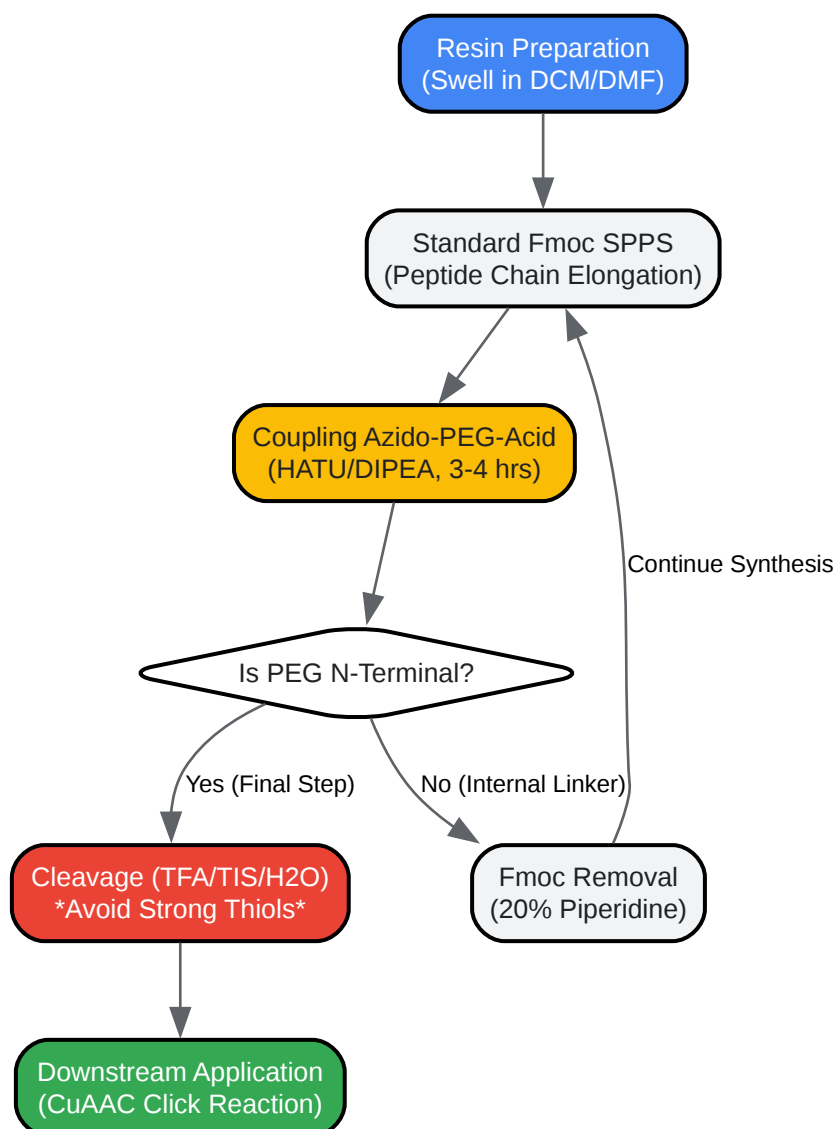 Resin Preparation
(Swell in DCM/DMF)
Standard Fmoc SPPS
(Peptide Chain Elongation)
Coupling Azido-PEG-Acid
(HATU/DIPEA, 3-4 hrs)
Continue Synthesis
Is PEG N-Terminal?
Yes (Final Step)
No (Internal Linker)
Cleavage (TFA/TIS/H2O)
*Avoid Strong Thiols*
Fmoc Removal
(20% Piperidine)
Downstream Application
(CuAAC Click Reaction)